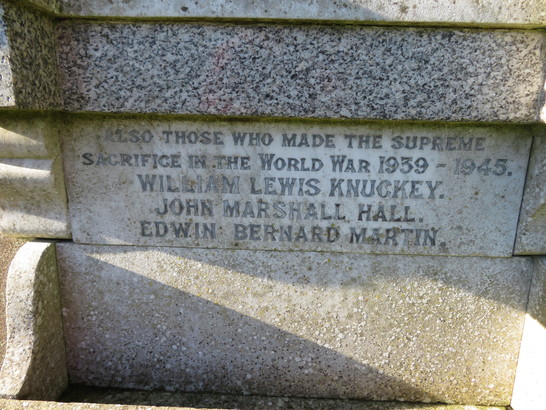 ALSO THOSE WHO MADE THE SUPREME
SACRIFICE IN THE WORLD WAR 1939 - 1945.
WILLIAM LEWIS KNUCKEY.
JOHN MARSHALL HALL.
EDWIN BERNARD MARTIN.